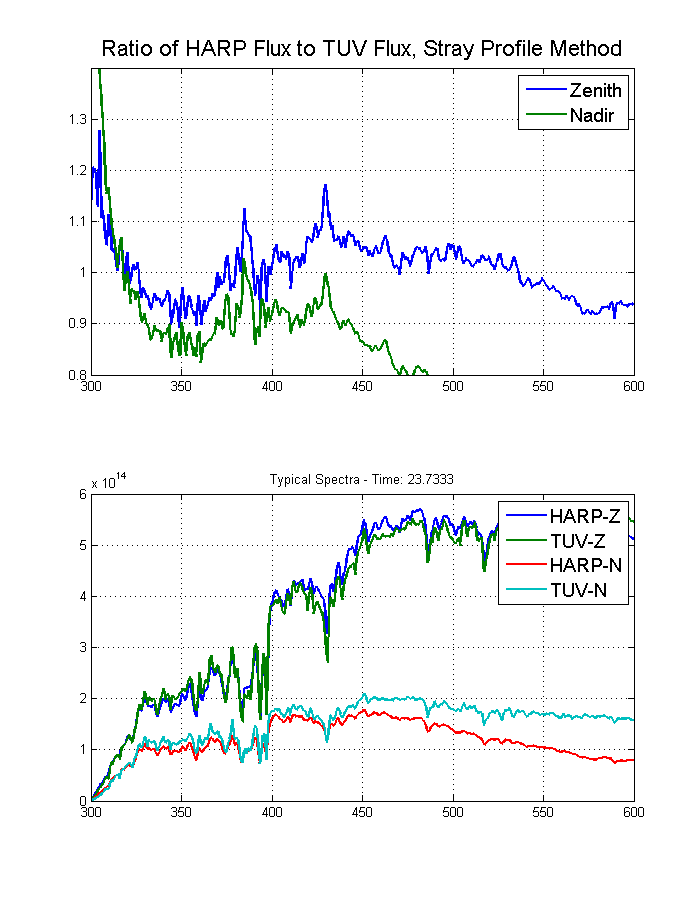 Ratio of HARP Flux to TUV Flux, Stray Profile Method
Zenith
Nadir
1.3
1.2
1.1
1
0.9
0.8
300 350 400 450 500 550 600
Typical Spectra - Time: 23.7333
x 10^14
HARP-Z
TUV-Z
HARP-N
TUV-N
6
5
4
3
2
1
0
300 350 400 450 500 550 600